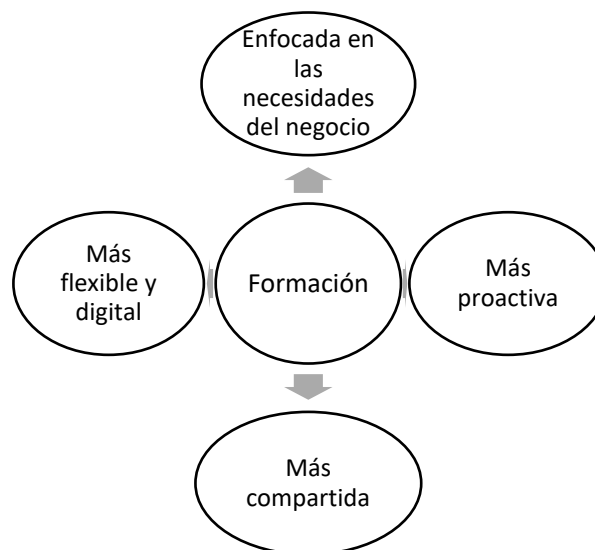 Enfocada en
las
necesidades
del negocio
Más
flexible y
digital
Formación
Más
proactiva
Más
compartida